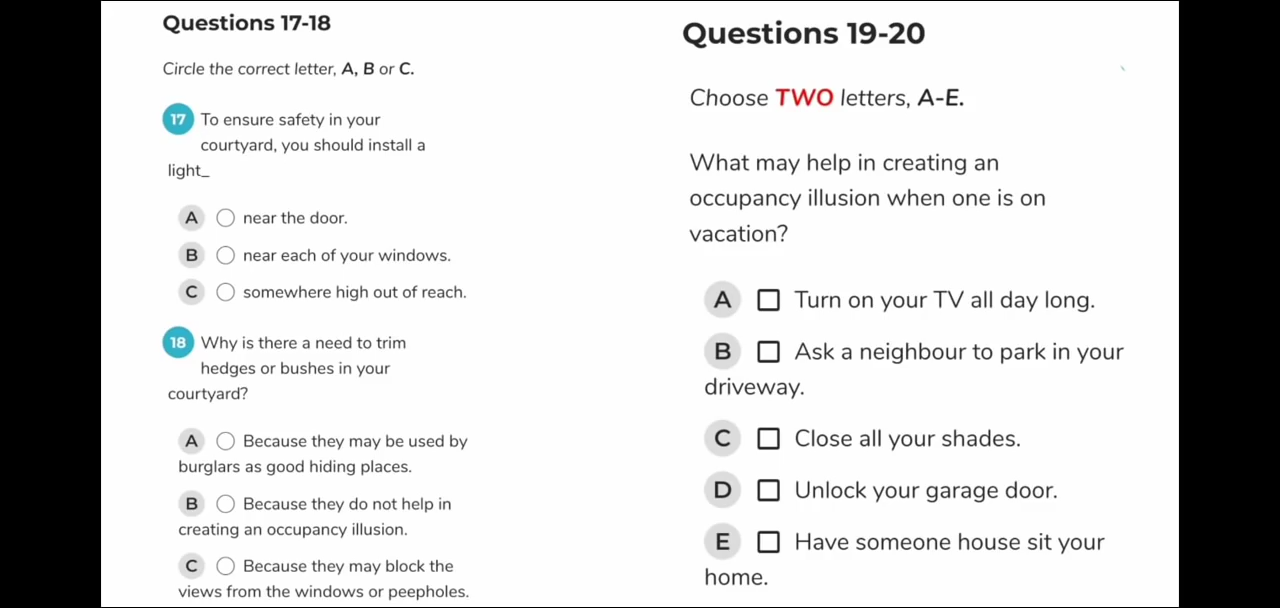 Questions 17-18
Circle the correct letter, A, B or C.
17 To ensure safety in your
courtyard, you should install a
light_
A near the door.
B near each of your windows.
C somewhere high out of reach.
18 Why is there a need to trim
hedges or bushes in your
courtyard?
A Because they may be used by
burglars as good hiding places.
B Because they do not help in
creating an occupancy illusion.
C Because they may block the
views from the windows or peepholes.
Questions 19-20
Choose TWO letters, A-E.
What may help in creating an
occupancy illusion when one is on
vacation?
A Turn on your TV all day long.
B Ask a neighbour to park in your
driveway.
C Close all your shades.
D Unlock your garage door.
E Have someone house sit your
home.